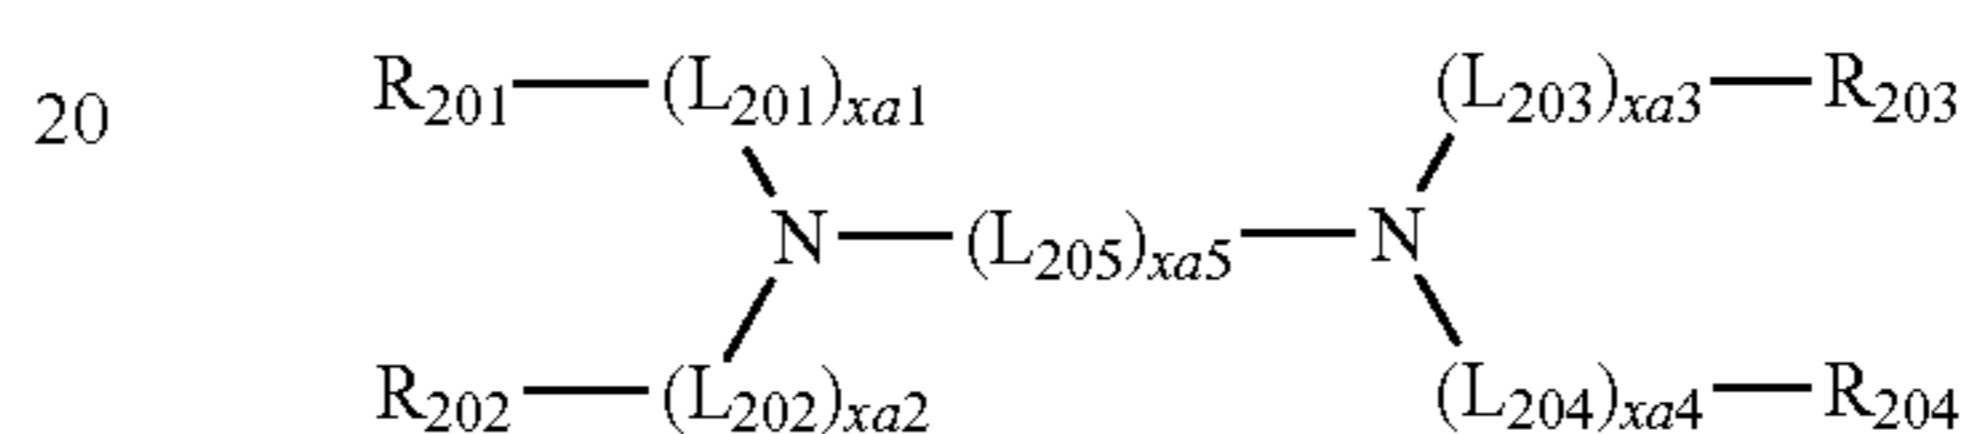 20 R201 (L201)xa1 (L203)xa3 R203
N (L205)xa5 N
R202 (L202)xa2 (L204)xa4 R204